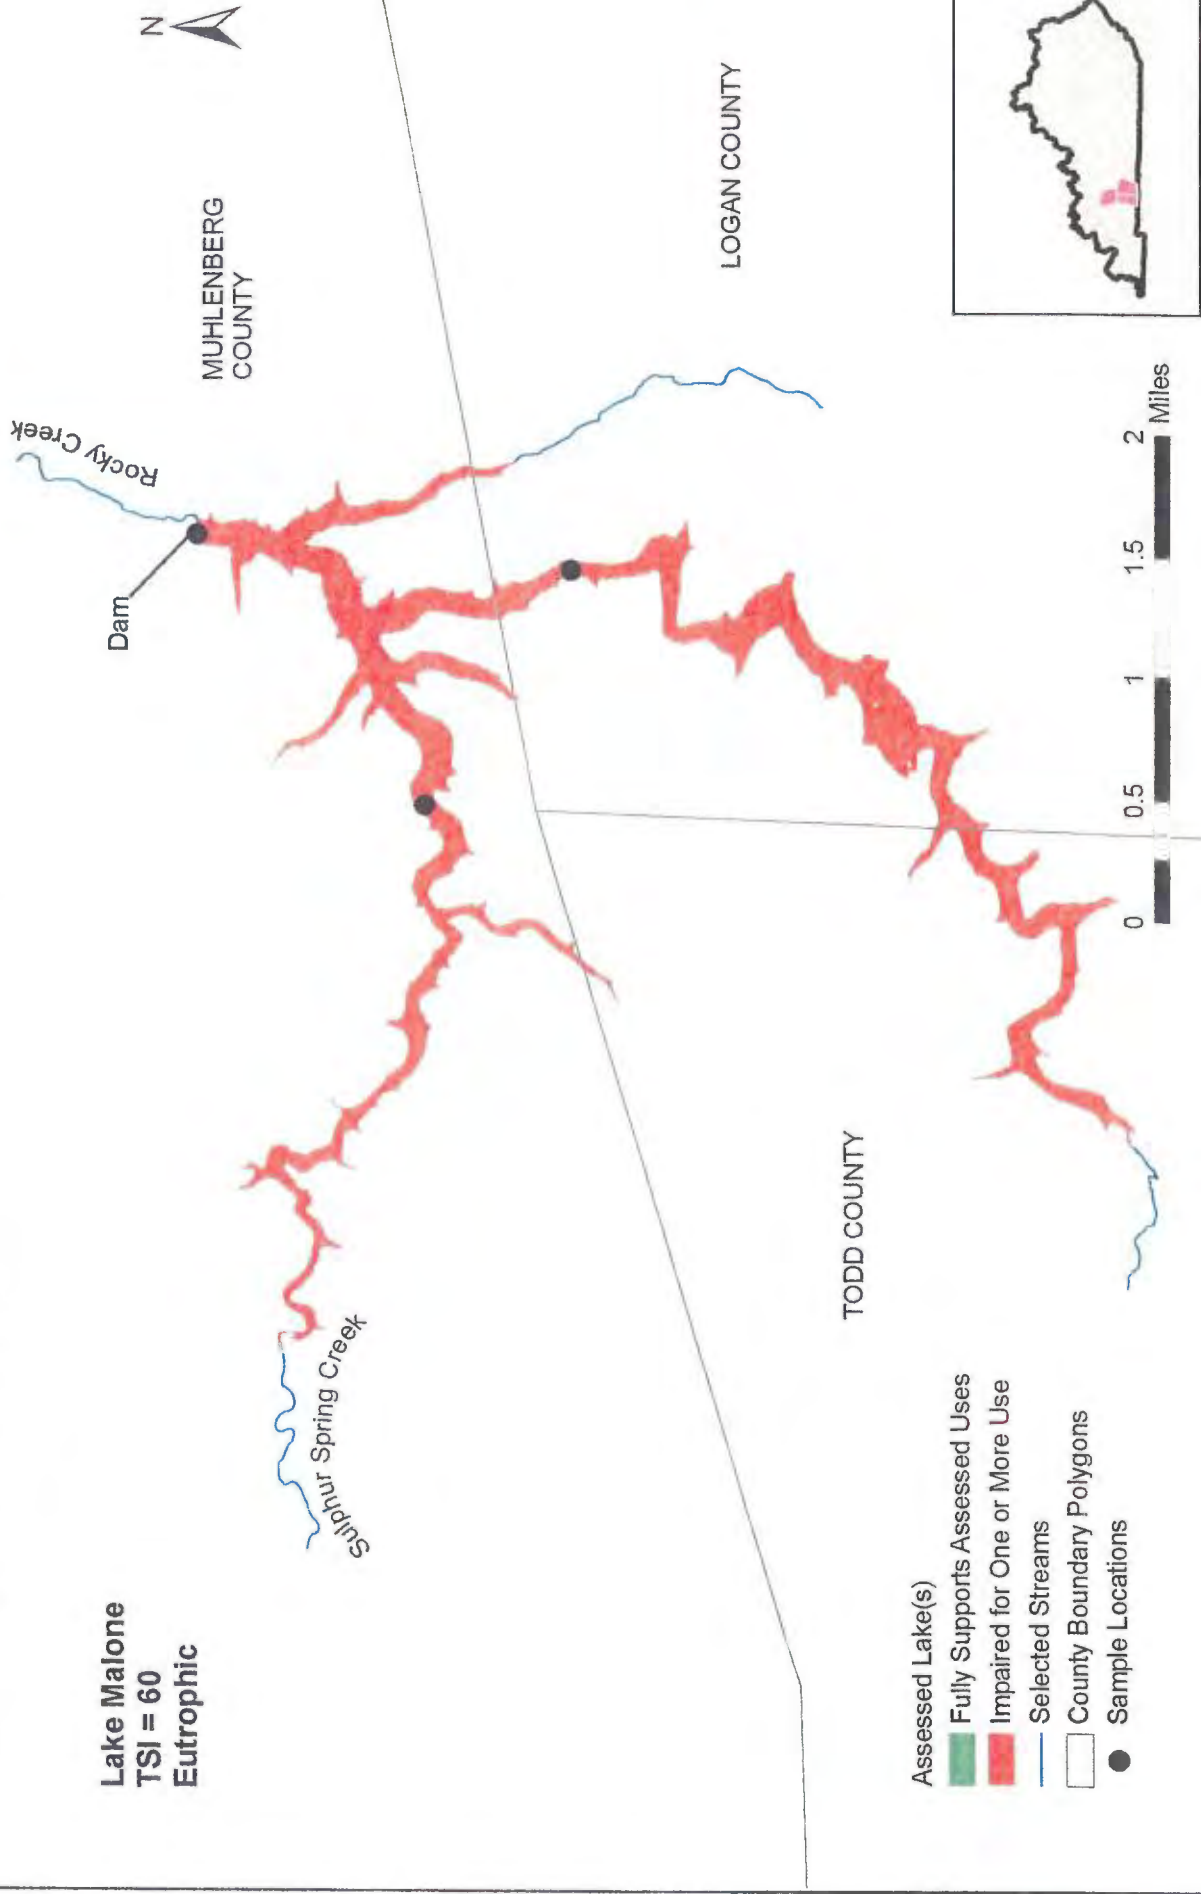 Lake Malone
TSI = 60
Eutrophic
N
Dam
Rocky Creek
MUHLENBERG
COUNTY
LOGAN COUNTY
Sulphur Spring Creek
TODD COUNTY
Assessed Lake(s)
Fully Supports Assessed Uses
Impaired for One or More Use
Selected Streams
County Boundary Polygons
Sample Locations
0 0.5 1 1.5 2
Miles